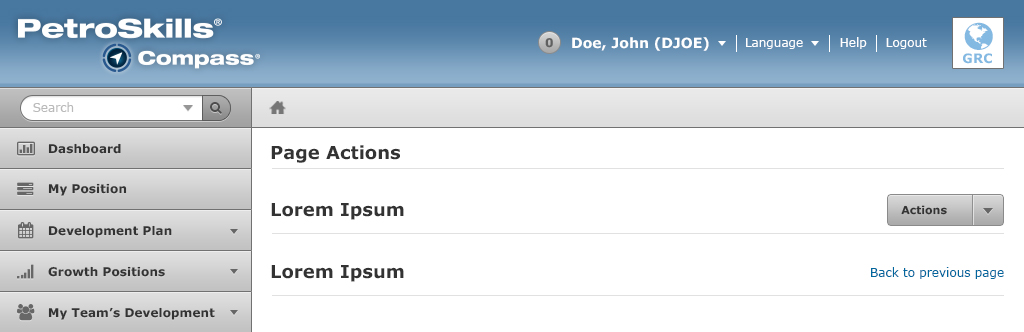 PetroSkills®
Compass®
0 Doe, John (DJOE) Language Help Logout
GRC
Search
Dashboard
My Position
Development Plan
Growth Positions
My Team's Development
Page Actions
Lorem Ipsum
Actions
Lorem Ipsum
Back to previous page